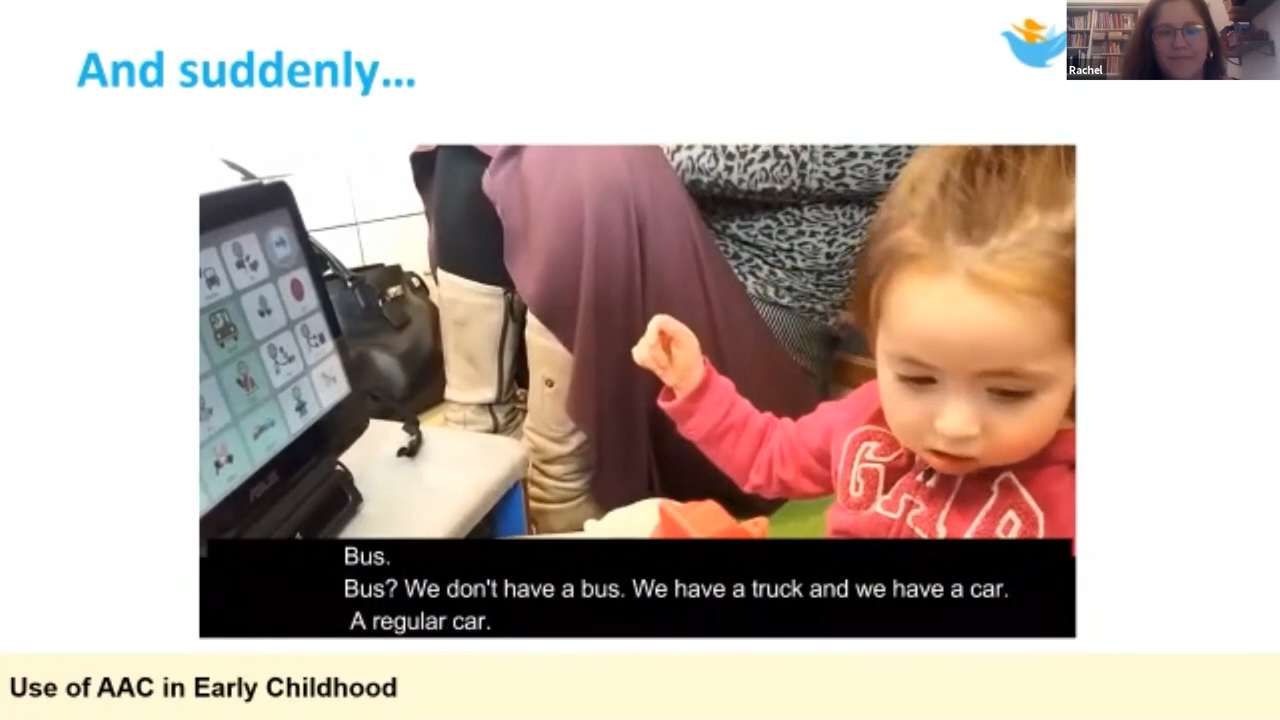 And suddenly...
Rachel
ASUS
Bus.
Bus? We don't have a bus. We have a truck and we have a car.
A regular car.
Use of AAC in Early Childhood